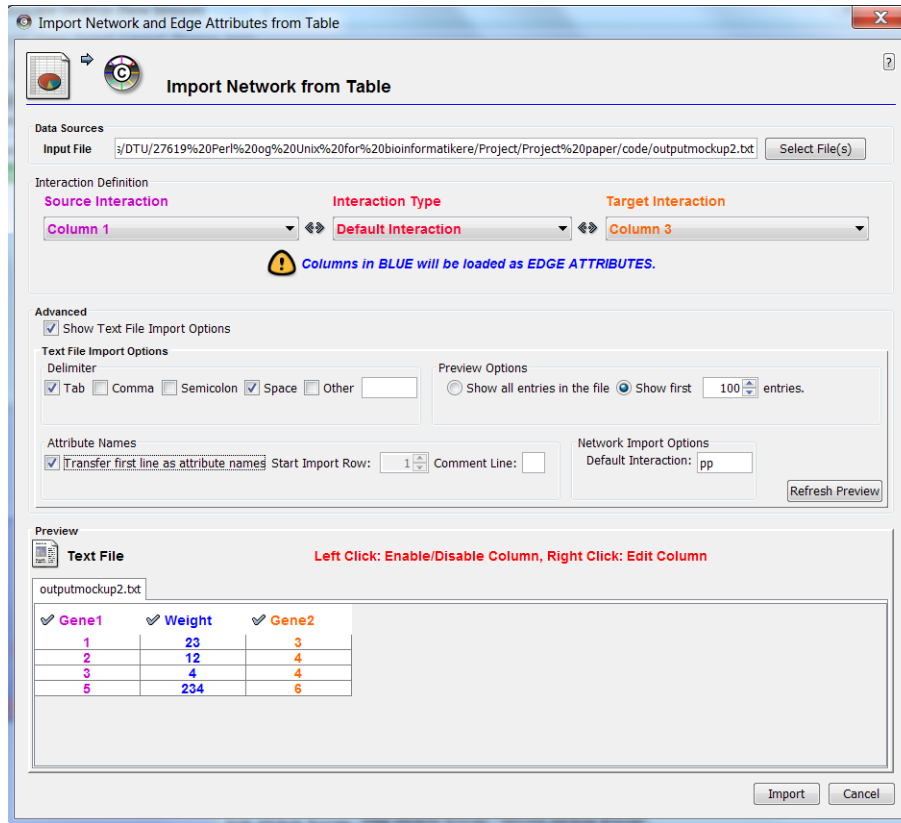 Import Network and Edge Attributes from Table
Import Network from Table
?
Data Sources
Input File s/DTU/27619%20Perl%20og%20Unix%20for%20bioinformatikere/Project/Project%20paper/code/outputmockup2.txt Select File(s)
Interaction Definition
Source Interaction Interaction Type Target Interaction
Column 1 Default Interaction Column 3
Columns in BLUE will be loaded as EDGE ATTRIBUTES.
Advanced
Show Text File Import Options
Text File Import Options
Delimiter Preview Options
Tab Comma Semicolon Space Other Show all entries in the file Show first 100 entries.
Attribute Names Network Import Options
Transfer first line as attribute names Start Import Row: 1 Comment Line: Default Interaction: pp
Refresh Preview
Preview
Text File Left Click: Enable/Disable Column, Right Click: Edit Column
outputmockup2.txt
Gene1 Weight Gene2
1 23 3
2 12 4
3 4 4
5 234 6
Import Cancel